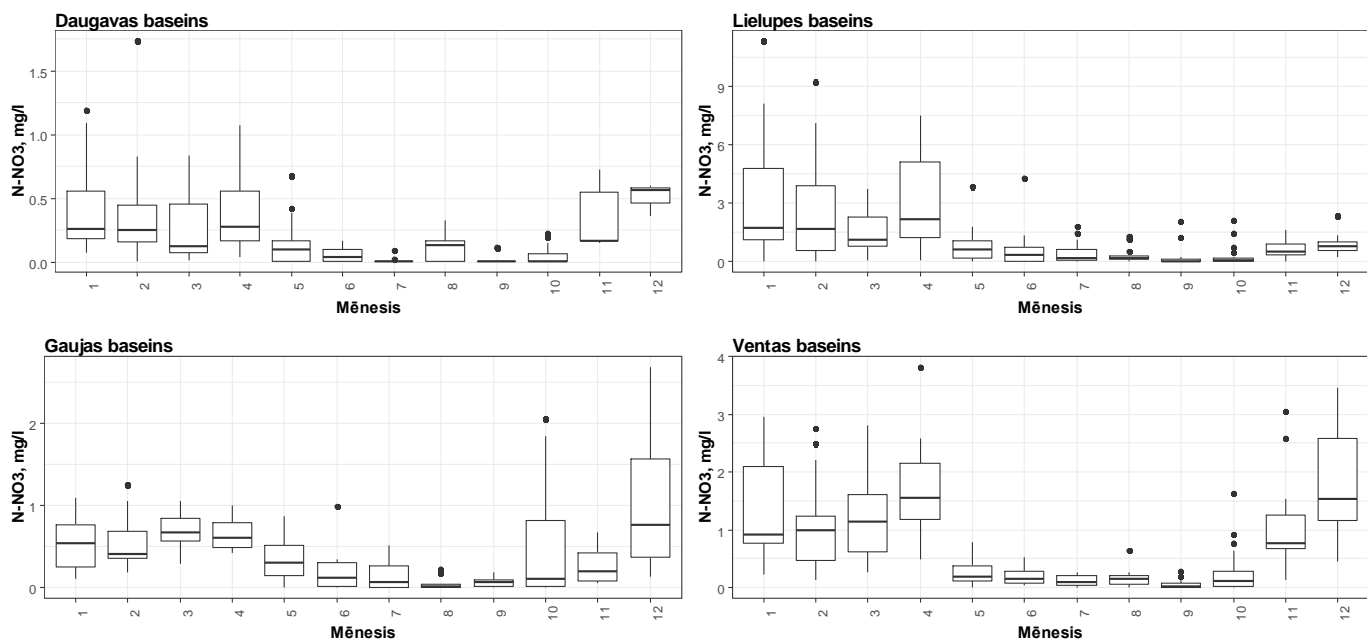 Daugavas baseins
N-NO3, mg/l
1.5
1.0
0.5
0.0
1 2 3 4 5 6 7 8 9 10 11 12
Mēnesis
Lielupes baseins
N-NO3, mg/l
9
6
3
0
1 2 3 4 5 6 7 8 9 10 11 12
Mēnesis
Gaujas baseins
N-NO3, mg/l
2
1
0
1 2 3 4 5 6 7 8 9 10 11 12
Mēnesis
Ventas baseins
N-NO3, mg/l
4
3
2
1
0
1 2 3 4 5 6 7 8 9 10 11 12
Mēnesis